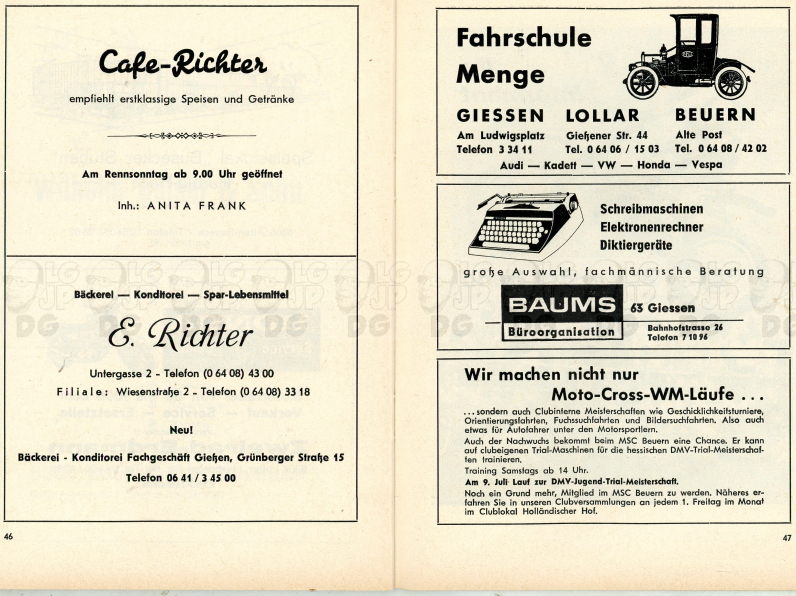 Cafe-Richter
empfiehlt erstklassige Speisen und Getränke
Am Rennsonntag ab 9.00 Uhr geöffnet
Inh.: ANITA FRANK
Bäckerei — Konditorei — Spar-Lebensmittel
E. Richter
Untergasse 2 - Telefon (0 64 08) 43 00
Filiale: Wiesenstraße 2 - Telefon (0 64 08) 33 18
Neu!
Bäckerei - Konditorei Fachgeschäft Gießen, Grünberger Straße 15
Telefon 06 41 / 3 45 00
46
Fahrschule
Menge
GIESSEN LOLLAR BEUERN
Am Ludwigsplatz Gießener Str. 44 Alte Post
Telefon 3 34 11 Tel. 0 64 06 / 15 03 Tel. 0 64 08 / 42 02
Audi — Kadett — VW — Honda — Vespa
Schreibmaschinen
Elektronenrechner
Diktiergeräte
große Auswahl, fachmännische Beratung
BAUMS 63 Giessen
Büroorganisation Bahnhofstrasse 26
Telefon 7 10 96
Wir machen nicht nur
Moto-Cross-WM-Läufe ...
...sondern auch Clubinterne Meisterschaften wie Geschicklichkeitsturniere,
Orientierungsfahrten, Fuchssuchfahrten und Bildersuchfahrten. Also auch
etwas für Autofahrer unter den Motorsportlern.
Auch der Nachwuchs bekommt beim MSC Beuern eine Chance. Er kann
auf clubeigenen Trial-Maschinen für die hessischen DMV-Trial-Meisterschaf-
ten trainieren.
Training Samstags ab 14 Uhr.
Am 9. Juli Lauf zur DMV-Jugend-Trial-Meisterschaft.
Noch ein Grund mehr, Mitglied im MSC Beuern zu werden. Näheres er-
fahren Sie in unseren Clubversammlungen an jedem 1. Freitag im Monat
im Clublokal Holländischer Hof.
47